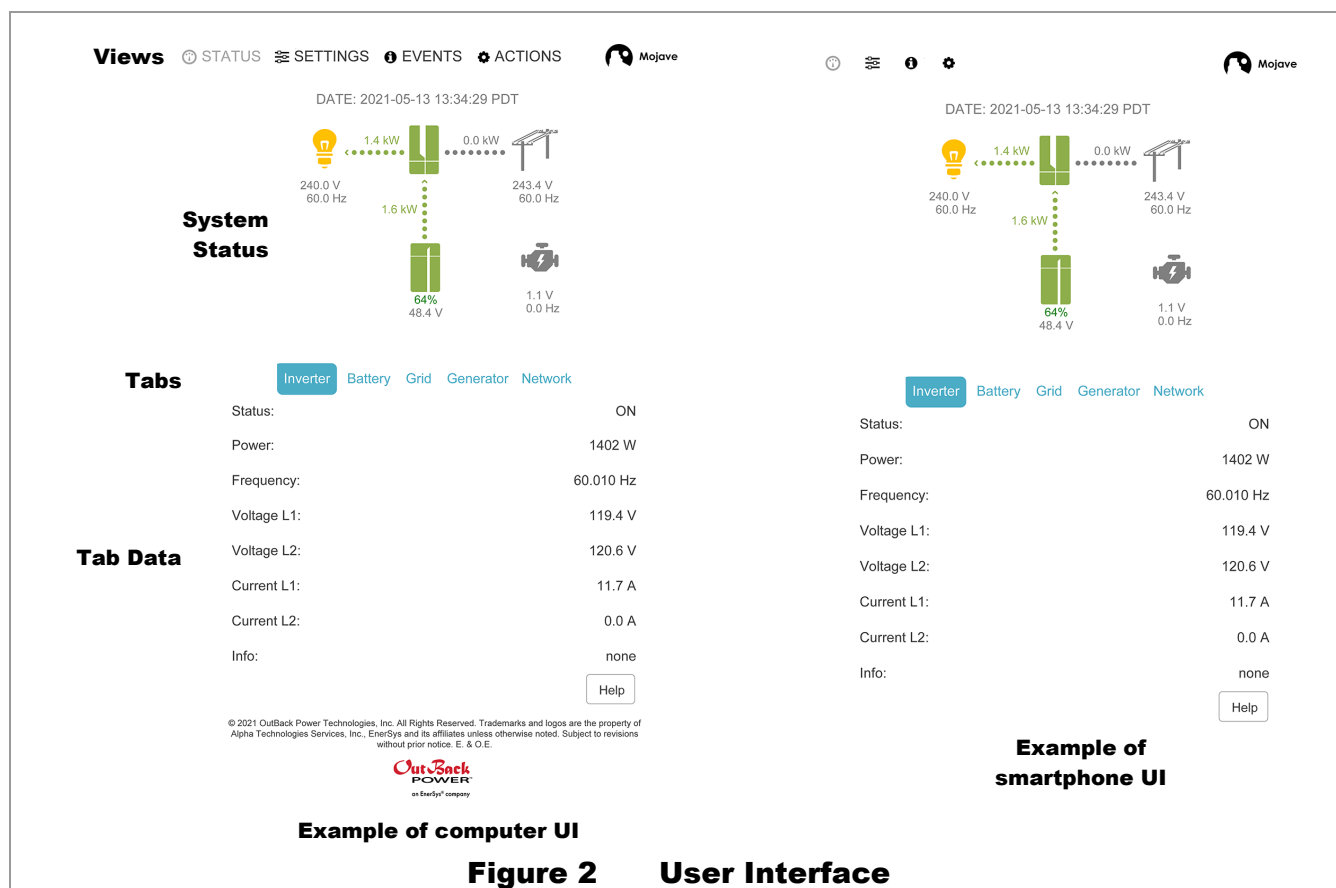 Views STATUS SETTINGS EVENTS ACTIONS Mojave
DATE: 2021-05-13 13:34:29 PDT
1.4 kW 0.0 kW
240.0 V 243.4 V
60.0 Hz 60.0 Hz
1.6 kW
System
Status
64% 1.1 V
48.4 V 0.0 Hz
Tabs Inverter Battery Grid Generator Network
Status: ON
Power: 1402 W
Frequency: 60.010 Hz
Voltage L1: 119.4 V
Tab Data Voltage L2: 120.6 V
Current L1: 11.7 A
Current L2: 0.0 A
Info: none
Help
© 2021 OutBack Power Technologies, Inc. All Rights Reserved. Trademarks and logos are the property of
Alpha Technologies Services, Inc., EnerSys and its affiliates unless otherwise noted. Subject to revisions
without prior notice. E. & O.E.
OutBack
POWER
an EnerSys® company
Example of computer UI
Mojave
DATE: 2021-05-13 13:34:29 PDT
1.4 kW 0.0 kW
240.0 V 243.4 V
60.0 Hz 60.0 Hz
1.6 kW
64% 1.1 V
48.4 V 0.0 Hz
Inverter Battery Grid Generator Network
Status: ON
Power: 1402 W
Frequency: 60.010 Hz
Voltage L1: 119.4 V
Voltage L2: 120.6 V
Current L1: 11.7 A
Current L2: 0.0 A
Info: none
Help
Example of
smartphone UI
Figure 2 User Interface